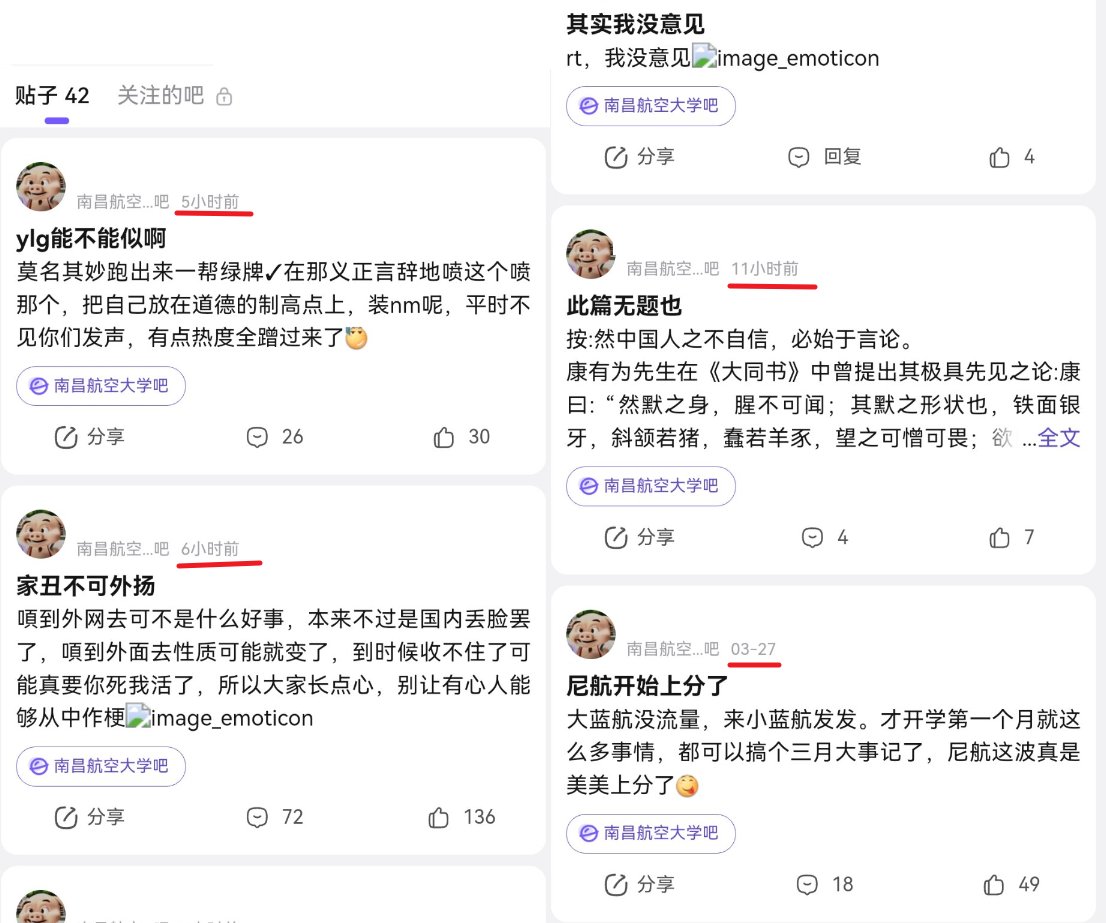 贴子 42 关注的吧
南昌航空...吧 5小时前
ylg能不能似啊
莫名其妙跑出来一帮绿牌✓在那义正言辞地喷这个喷
那个，把自己放在道德的制高点上，装nm呢，平时不
见你们发声，有点热度全蹭过来了
南昌航空大学吧
分享 26 30
南昌航空...吧 6小时前
家丑不可外扬
嗊到外网去可不是什么好事，本来不过是国内丢脸罢
了，嗊到外面去性质可能就变了，到时候收不住了可
能真要你死我活了，所以大家长点心，别让有心人能
够从中作梗image_emoticon
南昌航空大学吧
分享 72 136
其实我没意见
rt，我没意见image_emoticon
南昌航空大学吧
分享 回复 4
南昌航空...吧 11小时前
此篇无题也
按:然中国人之不自信，必始于言论。
康有为先生在《大同书》中曾提出其极具先见之论:康
曰:“然默之身，腥不可闻；其默之形状也，铁面银
牙，斜颔若猪，蠢若羊豕，望之可憎可畏；欲 ...全文
南昌航空大学吧
分享 4 7
南昌航空...吧 03-27
尼航开始上分了
大蓝航没流量，来小蓝航发发。才开学第一个月就这
么多事情，都可以搞个三月大事记了，尼航这波真是
美美上分了
南昌航空大学吧
分享 18 49